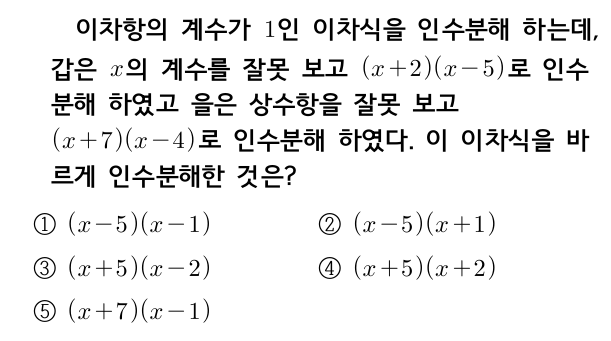 이차항의 계수가 1인 이차식을 인수분해 하는데,
갑은 x의 계수를 잘못 보고 (x+2)(x-5)로 인수
분해 하였고 을은 상수항을 잘못 보고
(x+7)(x-4)로 인수분해 하였다. 이 이차식을 바
르게 인수분해한 것은?
① (x-5)(x-1) ② (x-5)(x+1)
③ (x+5)(x-2) ④ (x+5)(x+2)
⑤ (x+7)(x-1)